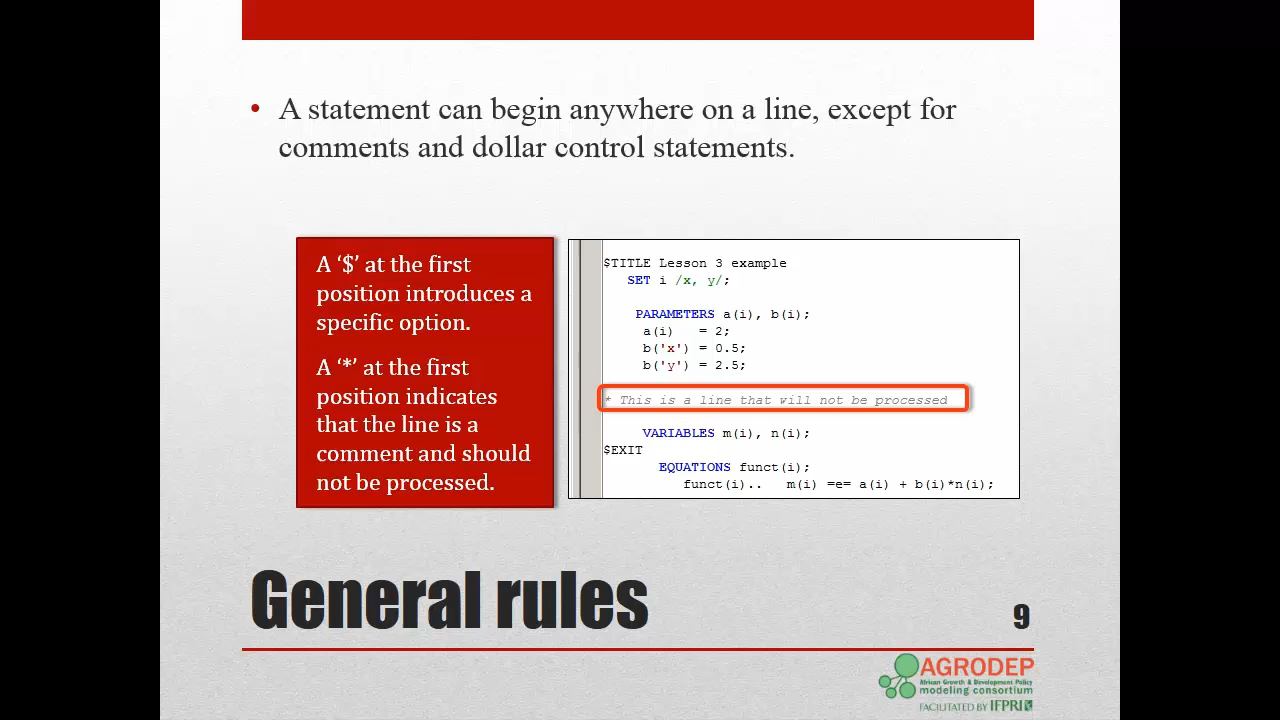 • A statement can begin anywhere on a line, except for
comments and dollar control statements.
A ‘$’ at the first
position introduces a
specific option.
A ‘*’ at the first
position indicates
that the line is a
comment and should
not be processed.
$TITLE Lesson 3 example
SET i /x, y/;
PARAMETERS a(i), b(i);
a(i) = 2;
b('x') = 0.5;
b('y') = 2.5;
* This is a line that will not be processed
VARIABLES m(i), n(i);
$EXIT
EQUATIONS funct(i);
funct(i).. m(i) =e= a(i) + b(i)*n(i);
General rules
9
AGRODEP
African Growth & Development Policy
modeling consortium
FACILITATED BY IFPRI